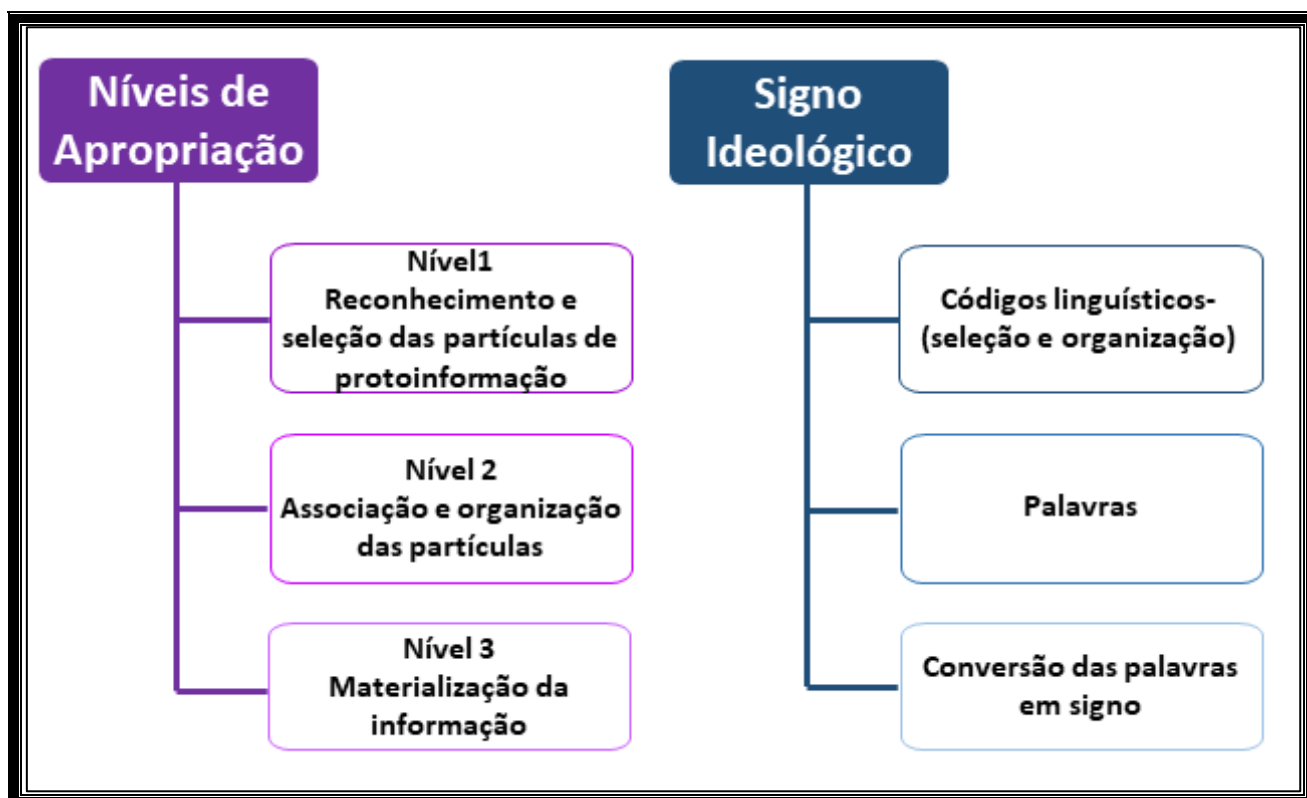 Níveis de
Apropriação
Nível1
Reconhecimento e
seleção das partículas de
protoinformação
Nível 2
Associação e organização
das partículas
Nível 3
Materialização da
informação
Signo
Ideológico
Códigos linguísticos-
(seleção e organização)
Palavras
Conversão das palavras
em signo